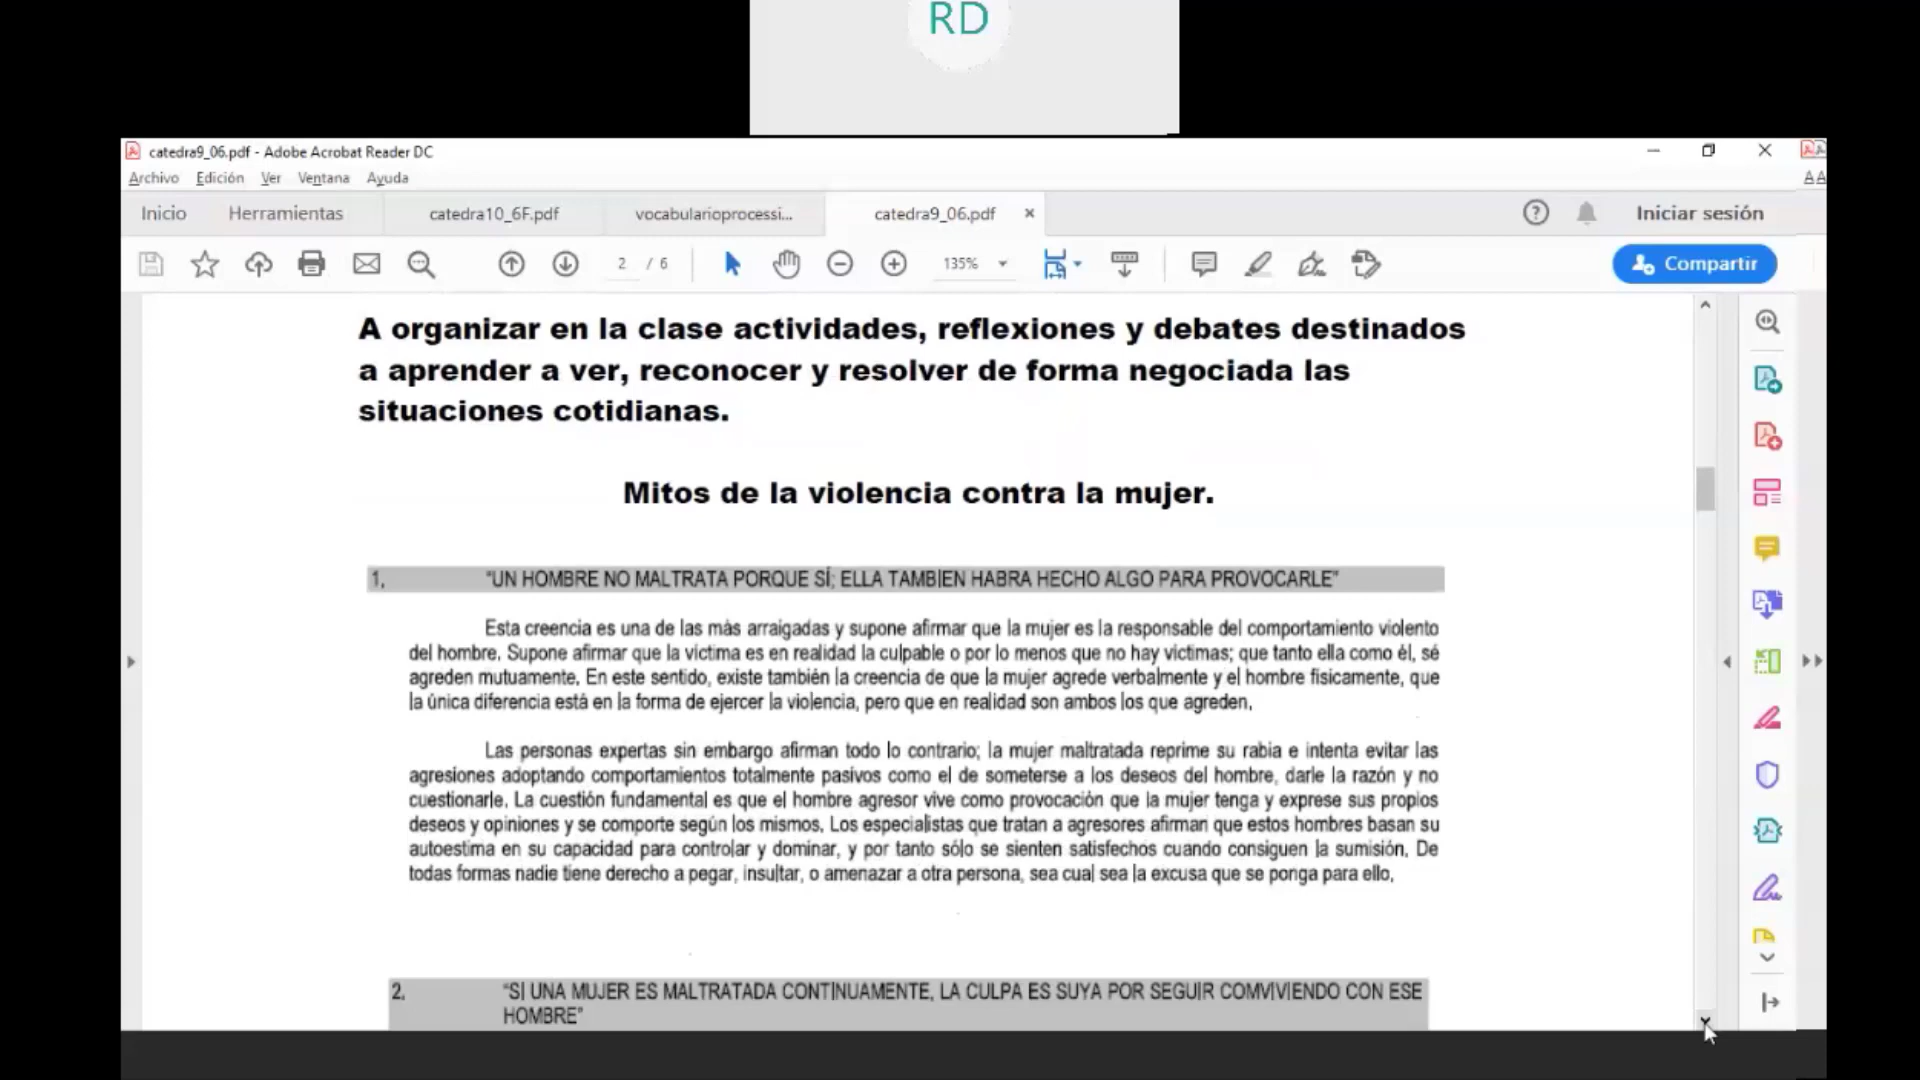 RD
catedra9_06.pdf - Adobe Acrobat Reader DC
Archivo Edición Ver Ventana Ayuda
Inicio Herramientas catedra10_6F.pdf vocabularioprocessi... catedra9_06.pdf × Iniciar sesión
2 / 6 135% Compartir
A organizar en la clase actividades, reflexiones y debates destinados
a aprender a ver, reconocer y resolver de forma negociada las
situaciones cotidianas.
Mitos de la violencia contra la mujer.
1. "UN HOMBRE NO MALTRATA PORQUE SÍ; ELLA TAMBIEN HABRA HECHO ALGO PARA PROVOCARLE"
Esta creencia es una de las más arraigadas y supone afirmar que la mujer es la responsable del comportamiento violento
del hombre. Supone afirmar que la víctima es en realidad la culpable o por lo menos que no hay víctimas; que tanto ella como él, sé
agreden mutuamente. En este sentido, existe también la creencia de que la mujer agrede verbalmente y el hombre físicamente, que
la única diferencia está en la forma de ejercer la violencia, pero que en realidad son ambos los que agreden.
Las personas expertas sin embargo afirman todo lo contrario; la mujer maltratada reprime su rabia e intenta evitar las
agresiones adoptando comportamientos totalmente pasivos como el de someterse a los deseos del hombre, darle la razón y no
cuestionarle. La cuestión fundamental es que el hombre agresor vive como provocación que la mujer tenga y exprese sus propios
deseos y opiniones y se comporte según los mismos. Los especialistas que tratan a agresores afirman que estos hombres basan su
autoestima en su capacidad para controlar y dominar, y por tanto sólo se sienten satisfechos cuando consiguen la sumisión. De
todas formas nadie tiene derecho a pegar, insultar, o amenazar a otra persona, sea cual sea la excusa que se ponga para ello.
2. "SI UNA MUJER ES MALTRATADA CONTINUAMENTE, LA CULPA ES SUYA POR SEGUIR COMVIVIENDO CON ESE
HOMBRE"